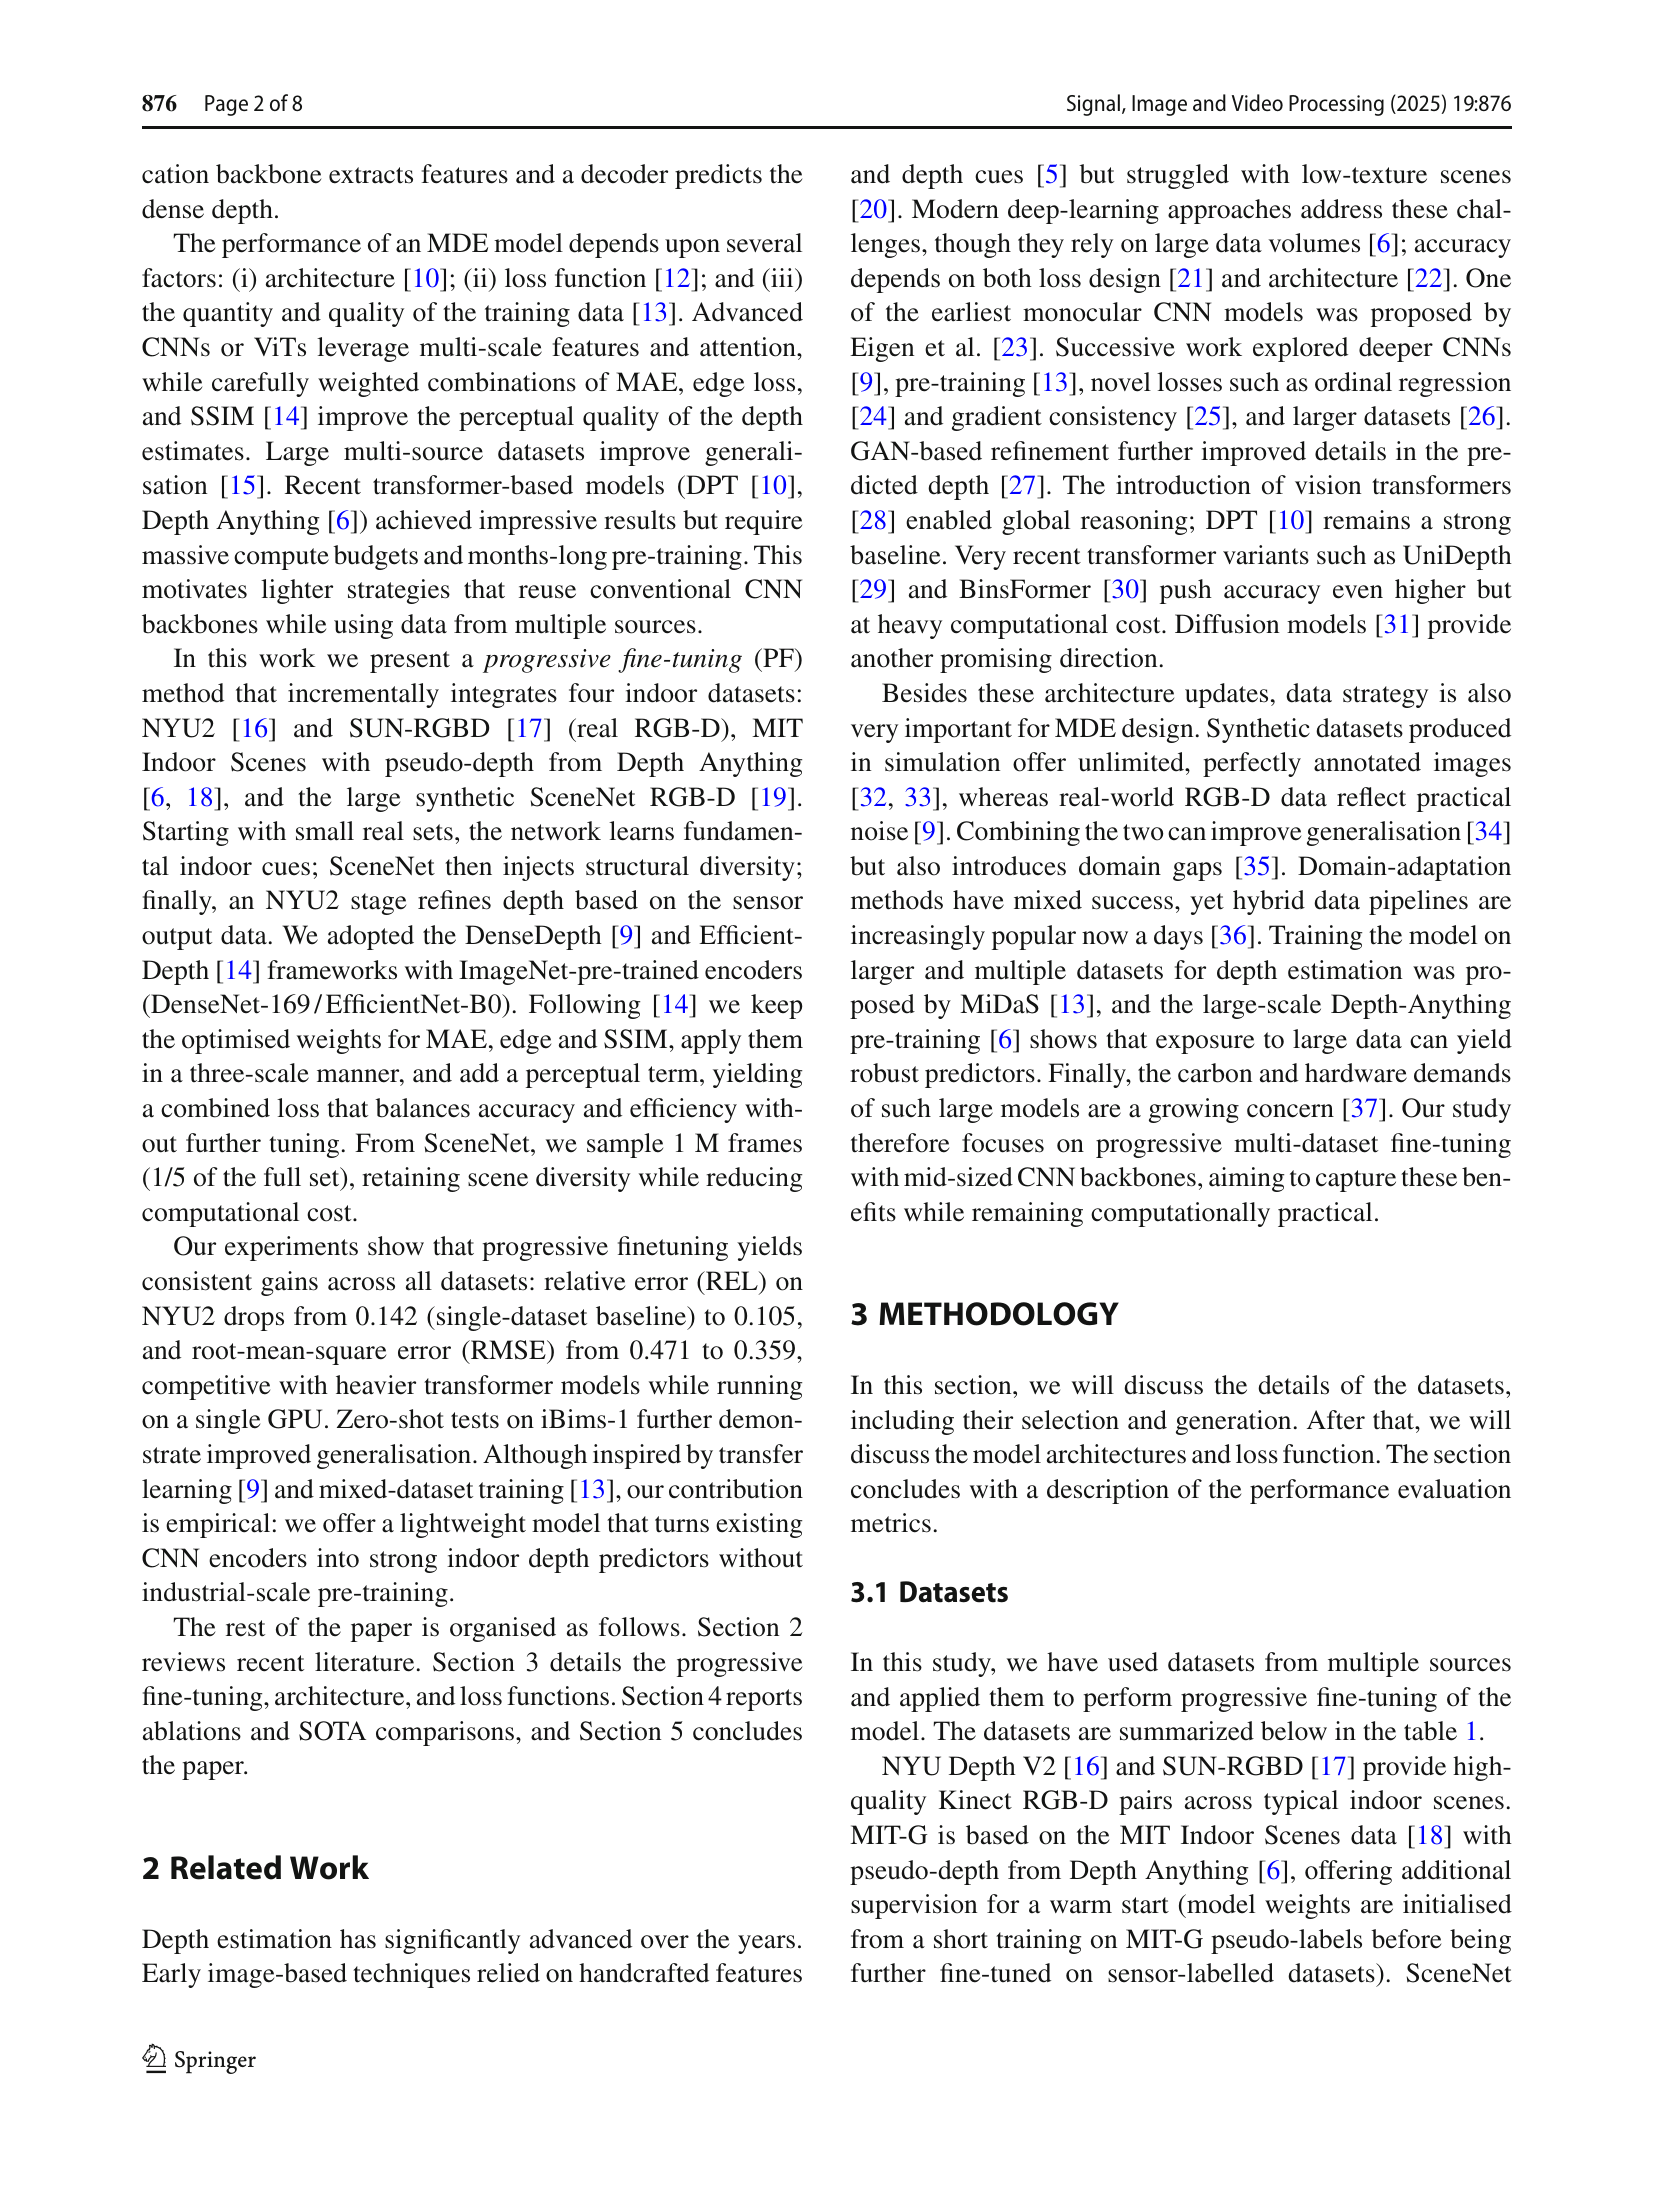 876 Page 2 of 8
Signal, Image and Video Processing (2025) 19:876
cation backbone extracts features and a decoder predicts the
dense depth.
The performance of an MDE model depends upon several
factors: (i) architecture [10]; (ii) loss function [12]; and (iii)
the quantity and quality of the training data [13]. Advanced
CNNs or ViTs leverage multi-scale features and attention,
while carefully weighted combinations of MAE, edge loss,
and SSIM [14] improve the perceptual quality of the depth
estimates. Large multi-source datasets improve generali-
sation [15]. Recent transformer-based models (DPT [10],
Depth Anything [6]) achieved impressive results but require
massive compute budgets and months-long pre-training. This
motivates lighter strategies that reuse conventional CNN
backbones while using data from multiple sources.
In this work we present a progressive fine-tuning (PF)
method that incrementally integrates four indoor datasets:
NYU2 [16] and SUN-RGBD [17] (real RGB-D), MIT
Indoor Scenes with pseudo-depth from Depth Anything
[6, 18], and the large synthetic SceneNet RGB-D [19].
Starting with small real sets, the network learns fundamen-
tal indoor cues; SceneNet then injects structural diversity;
finally, an NYU2 stage refines depth based on the sensor
output data. We adopted the DenseDepth [9] and Efficient-
Depth [14] frameworks with ImageNet-pre-trained encoders
(DenseNet-169 / EfficientNet-B0). Following [14] we keep
the optimised weights for MAE, edge and SSIM, apply them
in a three-scale manner, and add a perceptual term, yielding
a combined loss that balances accuracy and efficiency with-
out further tuning. From SceneNet, we sample 1 M frames
(1/5 of the full set), retaining scene diversity while reducing
computational cost.
Our experiments show that progressive finetuning yields
consistent gains across all datasets: relative error (REL) on
NYU2 drops from 0.142 (single-dataset baseline) to 0.105,
and root-mean-square error (RMSE) from 0.471 to 0.359,
competitive with heavier transformer models while running
on a single GPU. Zero-shot tests on iBims-1 further demon-
strate improved generalisation. Although inspired by transfer
learning [9] and mixed-dataset training [13], our contribution
is empirical: we offer a lightweight model that turns existing
CNN encoders into strong indoor depth predictors without
industrial-scale pre-training.
The rest of the paper is organised as follows. Section 2
reviews recent literature. Section 3 details the progressive
fine-tuning, architecture, and loss functions. Section 4 reports
ablations and SOTA comparisons, and Section 5 concludes
the paper.
2 Related Work
Depth estimation has significantly advanced over the years.
Early image-based techniques relied on handcrafted features
and depth cues [5] but struggled with low-texture scenes
[20]. Modern deep-learning approaches address these chal-
lenges, though they rely on large data volumes [6]; accuracy
depends on both loss design [21] and architecture [22]. One
of the earliest monocular CNN models was proposed by
Eigen et al. [23]. Successive work explored deeper CNNs
[9], pre-training [13], novel losses such as ordinal regression
[24] and gradient consistency [25], and larger datasets [26].
GAN-based refinement further improved details in the pre-
dicted depth [27]. The introduction of vision transformers
[28] enabled global reasoning; DPT [10] remains a strong
baseline. Very recent transformer variants such as UniDepth
[29] and BinsFormer [30] push accuracy even higher but
at heavy computational cost. Diffusion models [31] provide
another promising direction.
Besides these architecture updates, data strategy is also
very important for MDE design. Synthetic datasets produced
in simulation offer unlimited, perfectly annotated images
[32, 33], whereas real-world RGB-D data reflect practical
noise [9]. Combining the two can improve generalisation [34]
but also introduces domain gaps [35]. Domain-adaptation
methods have mixed success, yet hybrid data pipelines are
increasingly popular now a days [36]. Training the model on
larger and multiple datasets for depth estimation was pro-
posed by MiDaS [13], and the large-scale Depth-Anything
pre-training [6] shows that exposure to large data can yield
robust predictors. Finally, the carbon and hardware demands
of such large models are a growing concern [37]. Our study
therefore focuses on progressive multi-dataset fine-tuning
with mid-sized CNN backbones, aiming to capture these ben-
efits while remaining computationally practical.
3 METHODOLOGY
In this section, we will discuss the details of the datasets,
including their selection and generation. After that, we will
discuss the model architectures and loss function. The section
concludes with a description of the performance evaluation
metrics.
3.1 Datasets
In this study, we have used datasets from multiple sources
and applied them to perform progressive fine-tuning of the
model. The datasets are summarized below in the table 1.
NYU Depth V2 [16] and SUN-RGBD [17] provide high-
quality Kinect RGB-D pairs across typical indoor scenes.
MIT-G is based on the MIT Indoor Scenes data [18] with
pseudo-depth from Depth Anything [6], offering additional
supervision for a warm start (model weights are initialised
from a short training on MIT-G pseudo-labels before being
further fine-tuned on sensor-labelled datasets). SceneNet
Springer